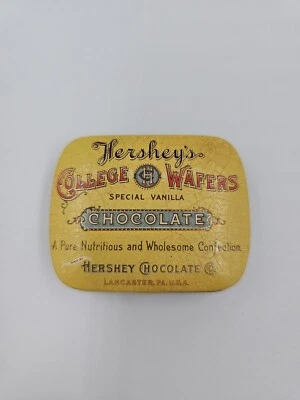 Hershey's
COLLEGE WAFERS
SPECIAL VANILLA
CHOCOLATE
A Pure Nutritious and Wholesome Confection.
HERSHEY CHOCOLATE CO.
LANCASTER, PA. U.S.A.